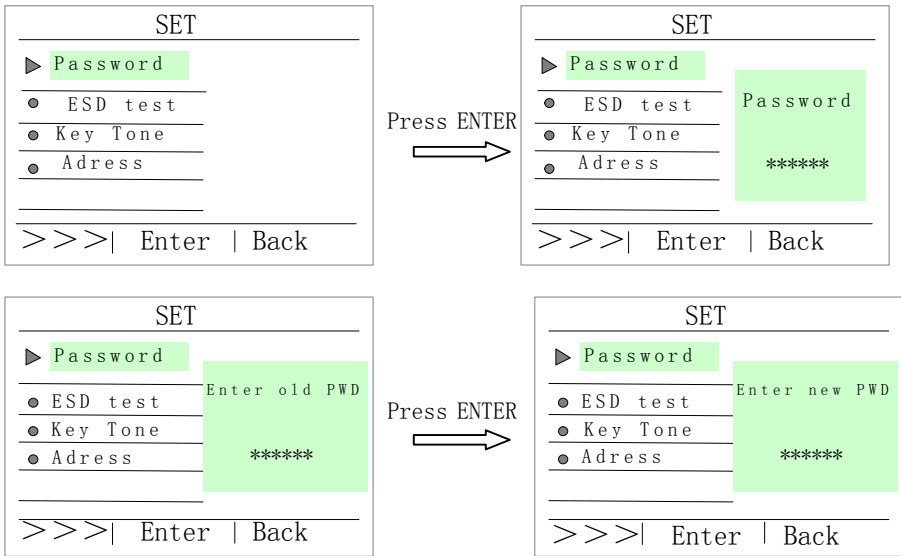 SET
Password
ESD test
Key Tone
Adress
>>>| Enter | Back
Press ENTER
SET
Password
ESD test
Key Tone
Adress
Password
******
>>>| Enter | Back
SET
Password
ESD test
Key Tone
Adress
Enter old PWD
******
>>>| Enter | Back
Press ENTER
SET
Password
ESD test
Key Tone
Adress
Enter new PWD
******
>>>| Enter | Back